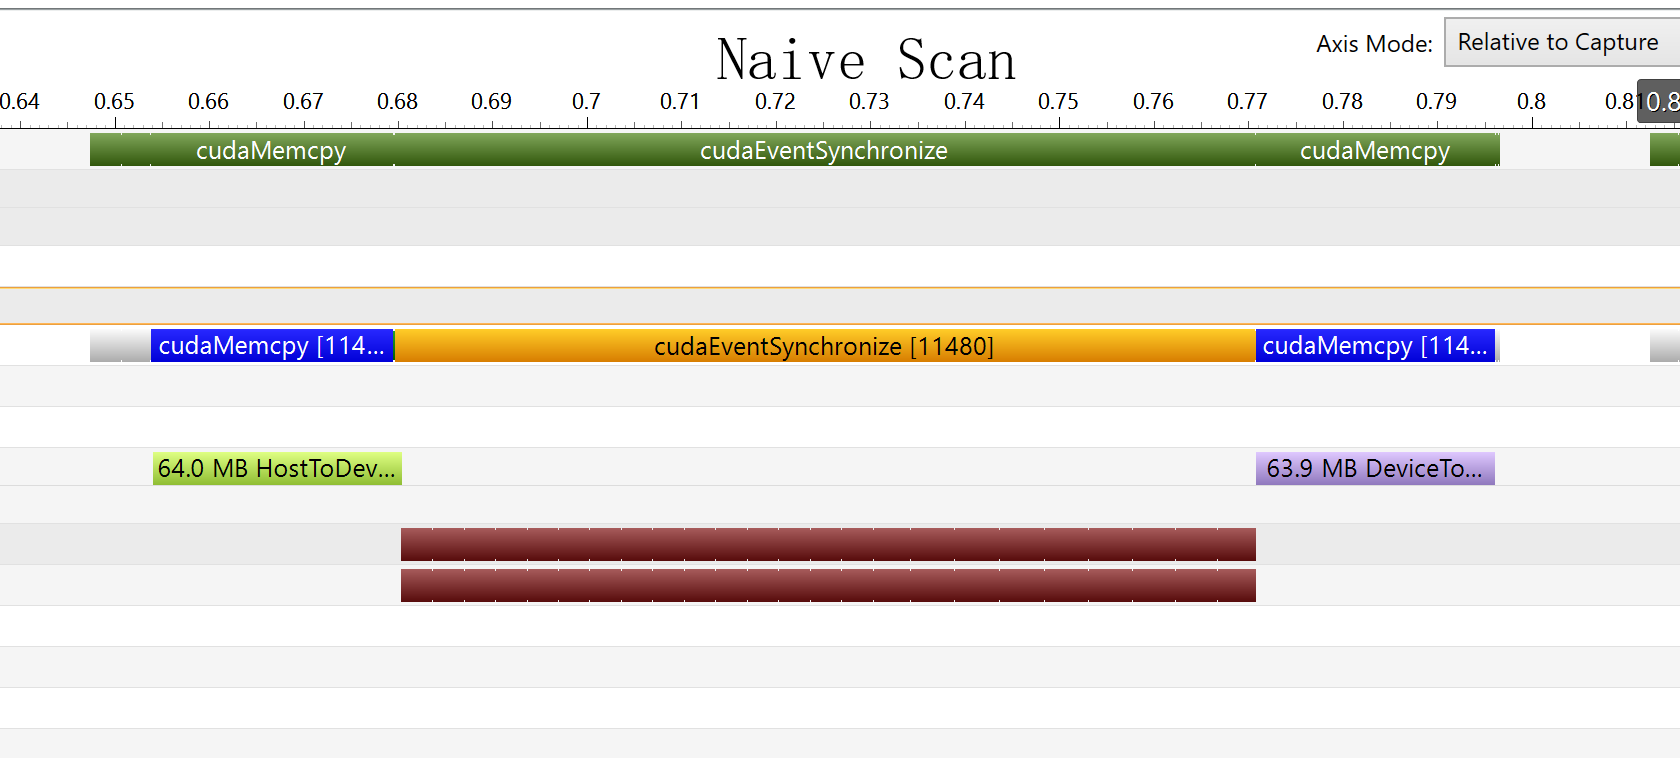 Naive Scan
Axis Mode: Relative to Capture
0.64 0.65 0.66 0.67 0.68 0.69 0.7 0.71 0.72 0.73 0.74 0.75 0.76 0.77 0.78 0.79 0.8 0.81 0.8
cudaMemcpy cudaEventSynchronize cudaMemcpy
cudaMemcpy [114... cudaEventSynchronize [11480] cudaMemcpy [114...
64.0 MB HostToDev... 63.9 MB DeviceTo...